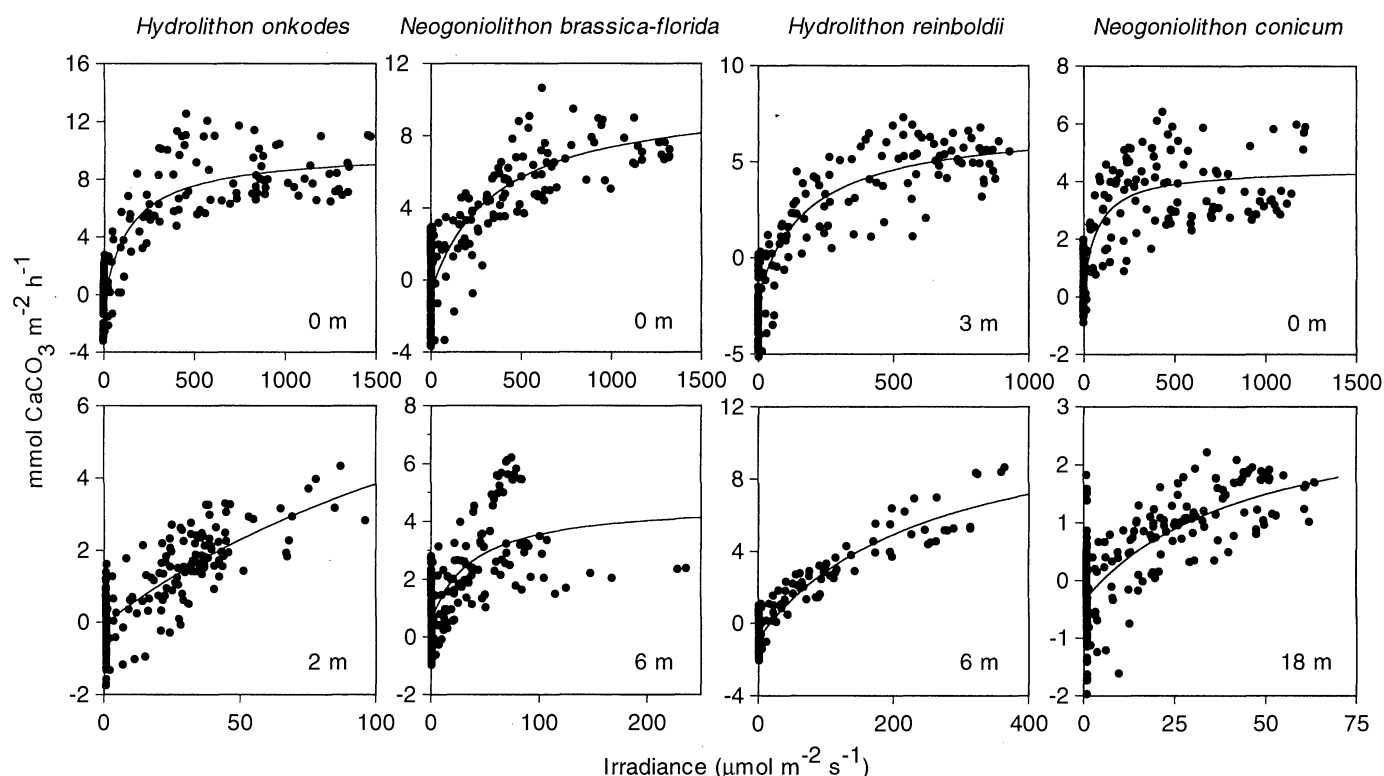 Hydrolithon onkodes Neogoniolithon brassica-florida Hydrolithon reinboldii Neogoniolithon conicum
16 12 10 8
12 8 5 6
8 4 0 4
4 0 -5 2
0 -4 0
-4 -2
0 m 0 m 3 m 0 m
0 500 1000 1500 0 500 1000 1500 0 500 1000 0 500 1000 1500
mmol CaCO3 m-2 h-1
6 8 12 3
4 6 8 2
2 4 4 1
0 2 0 0
-2 0 -4 -1
-2 -2
2 m 6 m 6 m 18 m
0 50 100 0 100 200 0 200 400 0 25 50 75
Irradiance (μmol m-2 s-1)